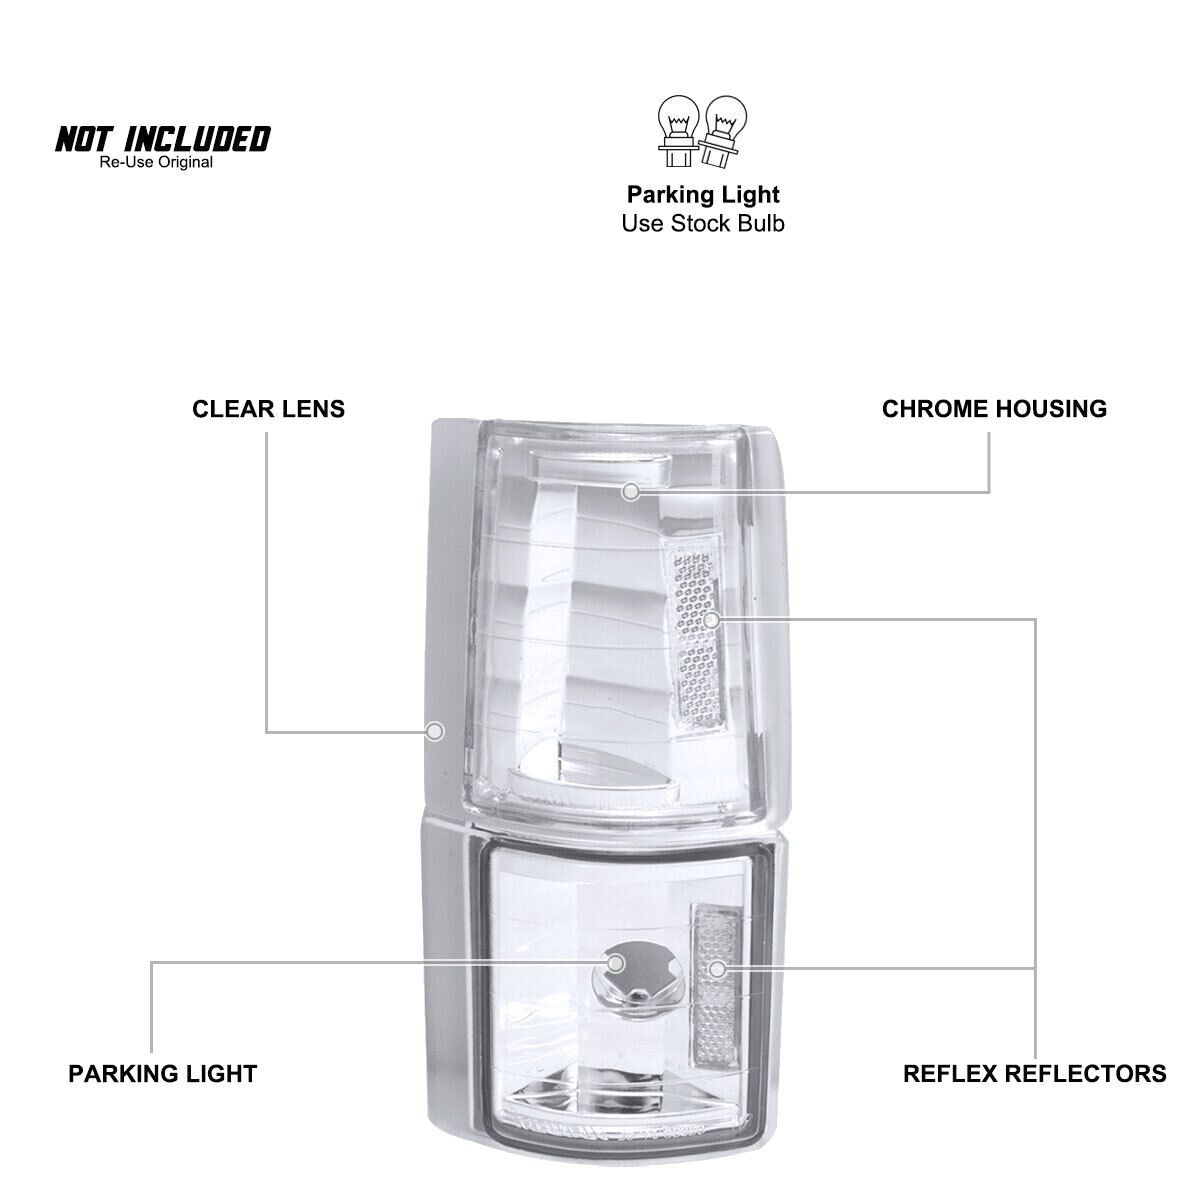 NOT INCLUDED
Re-Use Original
Parking Light
Use Stock Bulb
CLEAR LENS
CHROME HOUSING
PARKING LIGHT
REFLEX REFLECTORS